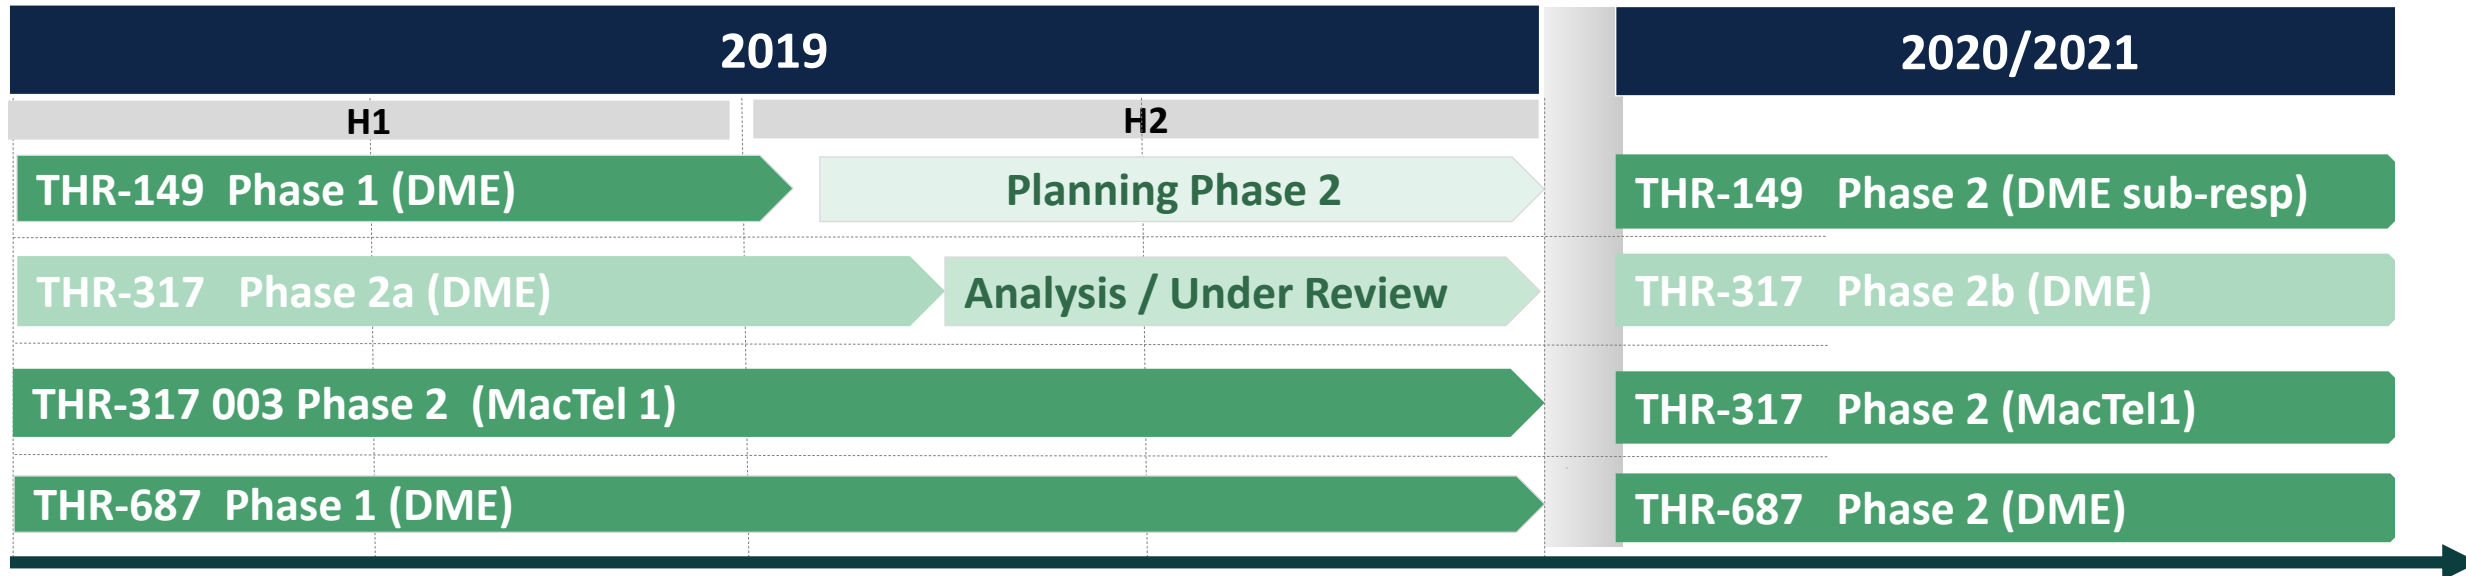 2019
2020/2021
H1
H2
THR-149 Phase 1 (DME)
Planning Phase 2
THR-149 Phase 2 (DME sub-resp)
THR-317 Phase 2a (DME)
Analysis / Under Review
THR-317 Phase 2b (DME)
THR-317 003 Phase 2 (MacTel 1)
THR-317 Phase 2 (MacTel1)
THR-687 Phase 1 (DME)
THR-687 Phase 2 (DME)